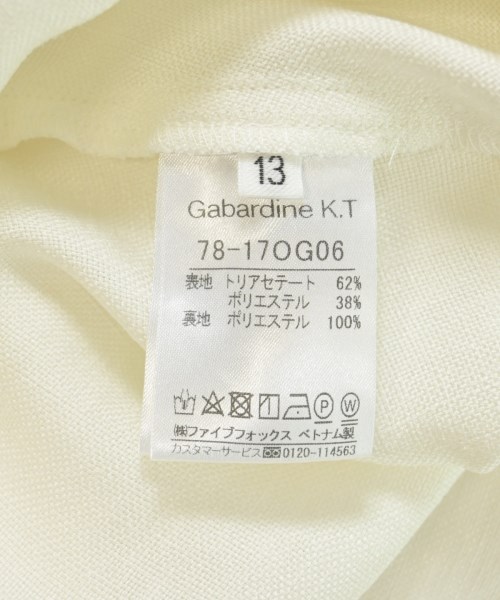 13
Gabardine K.T
78-17OG06
表地 トリアセテート 62%
ポリエステル 38%
裏地 ポリエステル 100%
P W
㈱ファイブフォックス ベトナム製
カスタマーサービス 0120-114563